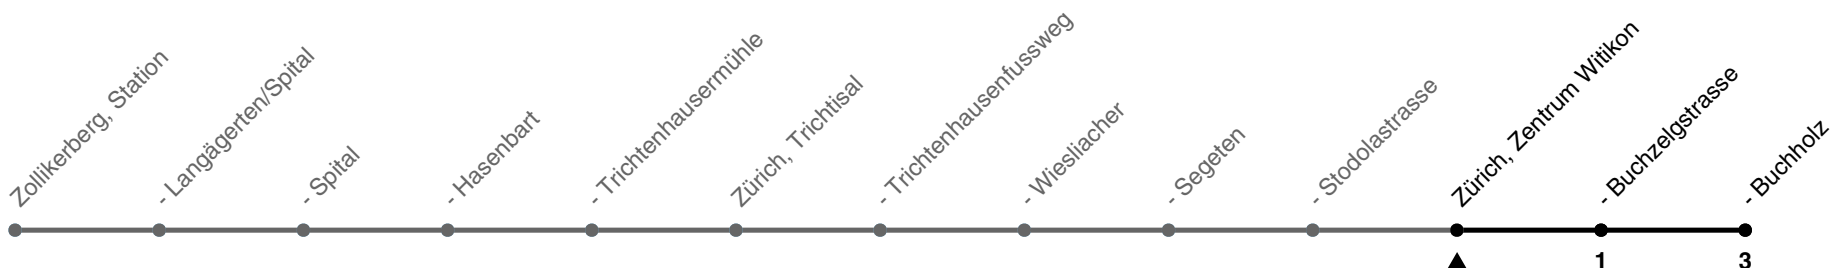 Zollikerberg, Station
- Langägerten/Spital
- Spital
- Hasenbart
- Trichtenhausermühle
Zürich, Trichtisal
- Trichtenhausenfussweg
- Wiesliacher
- Segeten
- Stodolastrasse
Zürich, Zentrum Witikon
- Buchzelgstrasse
- Buchholz
1
3